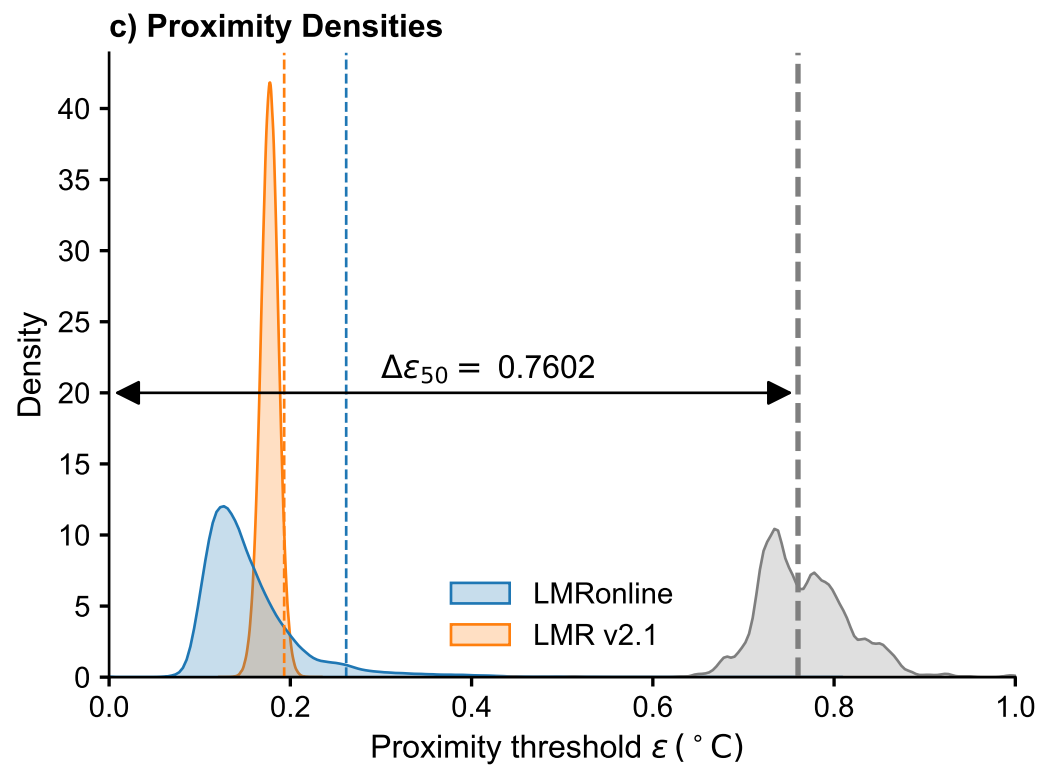 c) Proximity Densities
40
35
30
25
20
15
10
5
0
Density
Δε₅₀ = 0.7602
LMRonline
LMR v2.1
0.0 0.2 0.4 0.6 0.8 1.0
Proximity threshold ε (°C)